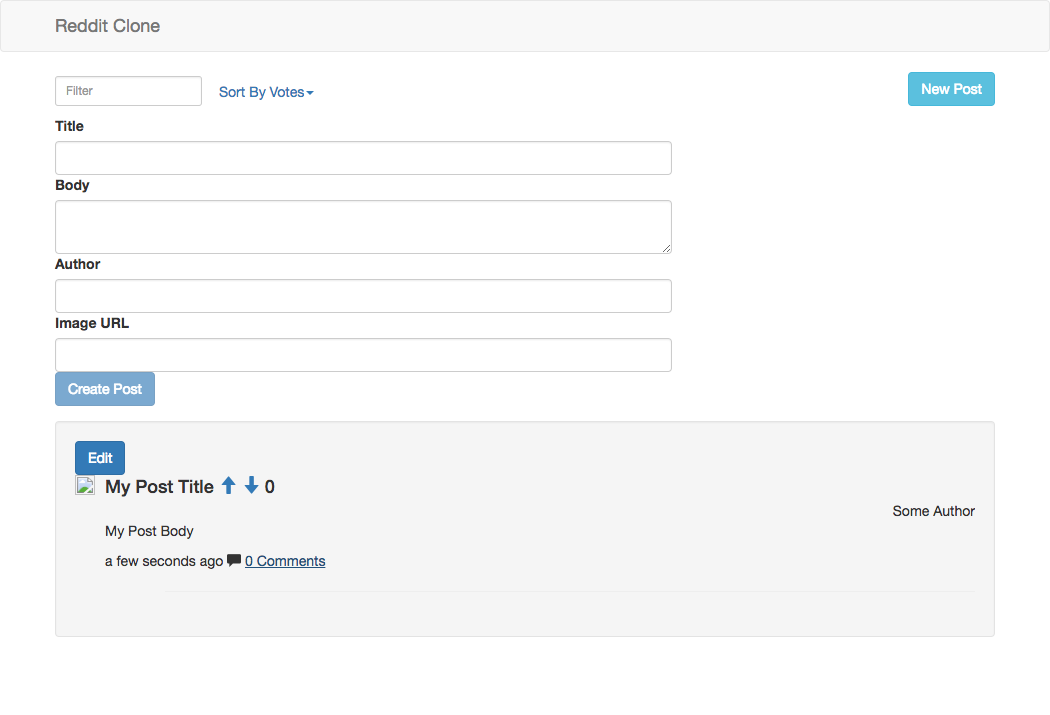 Reddit Clone
Filter
Sort By Votes
New Post
Title
Body
Author
Image URL
Create Post
Edit
My Post Title 0
Some Author
My Post Body
a few seconds ago 0 Comments